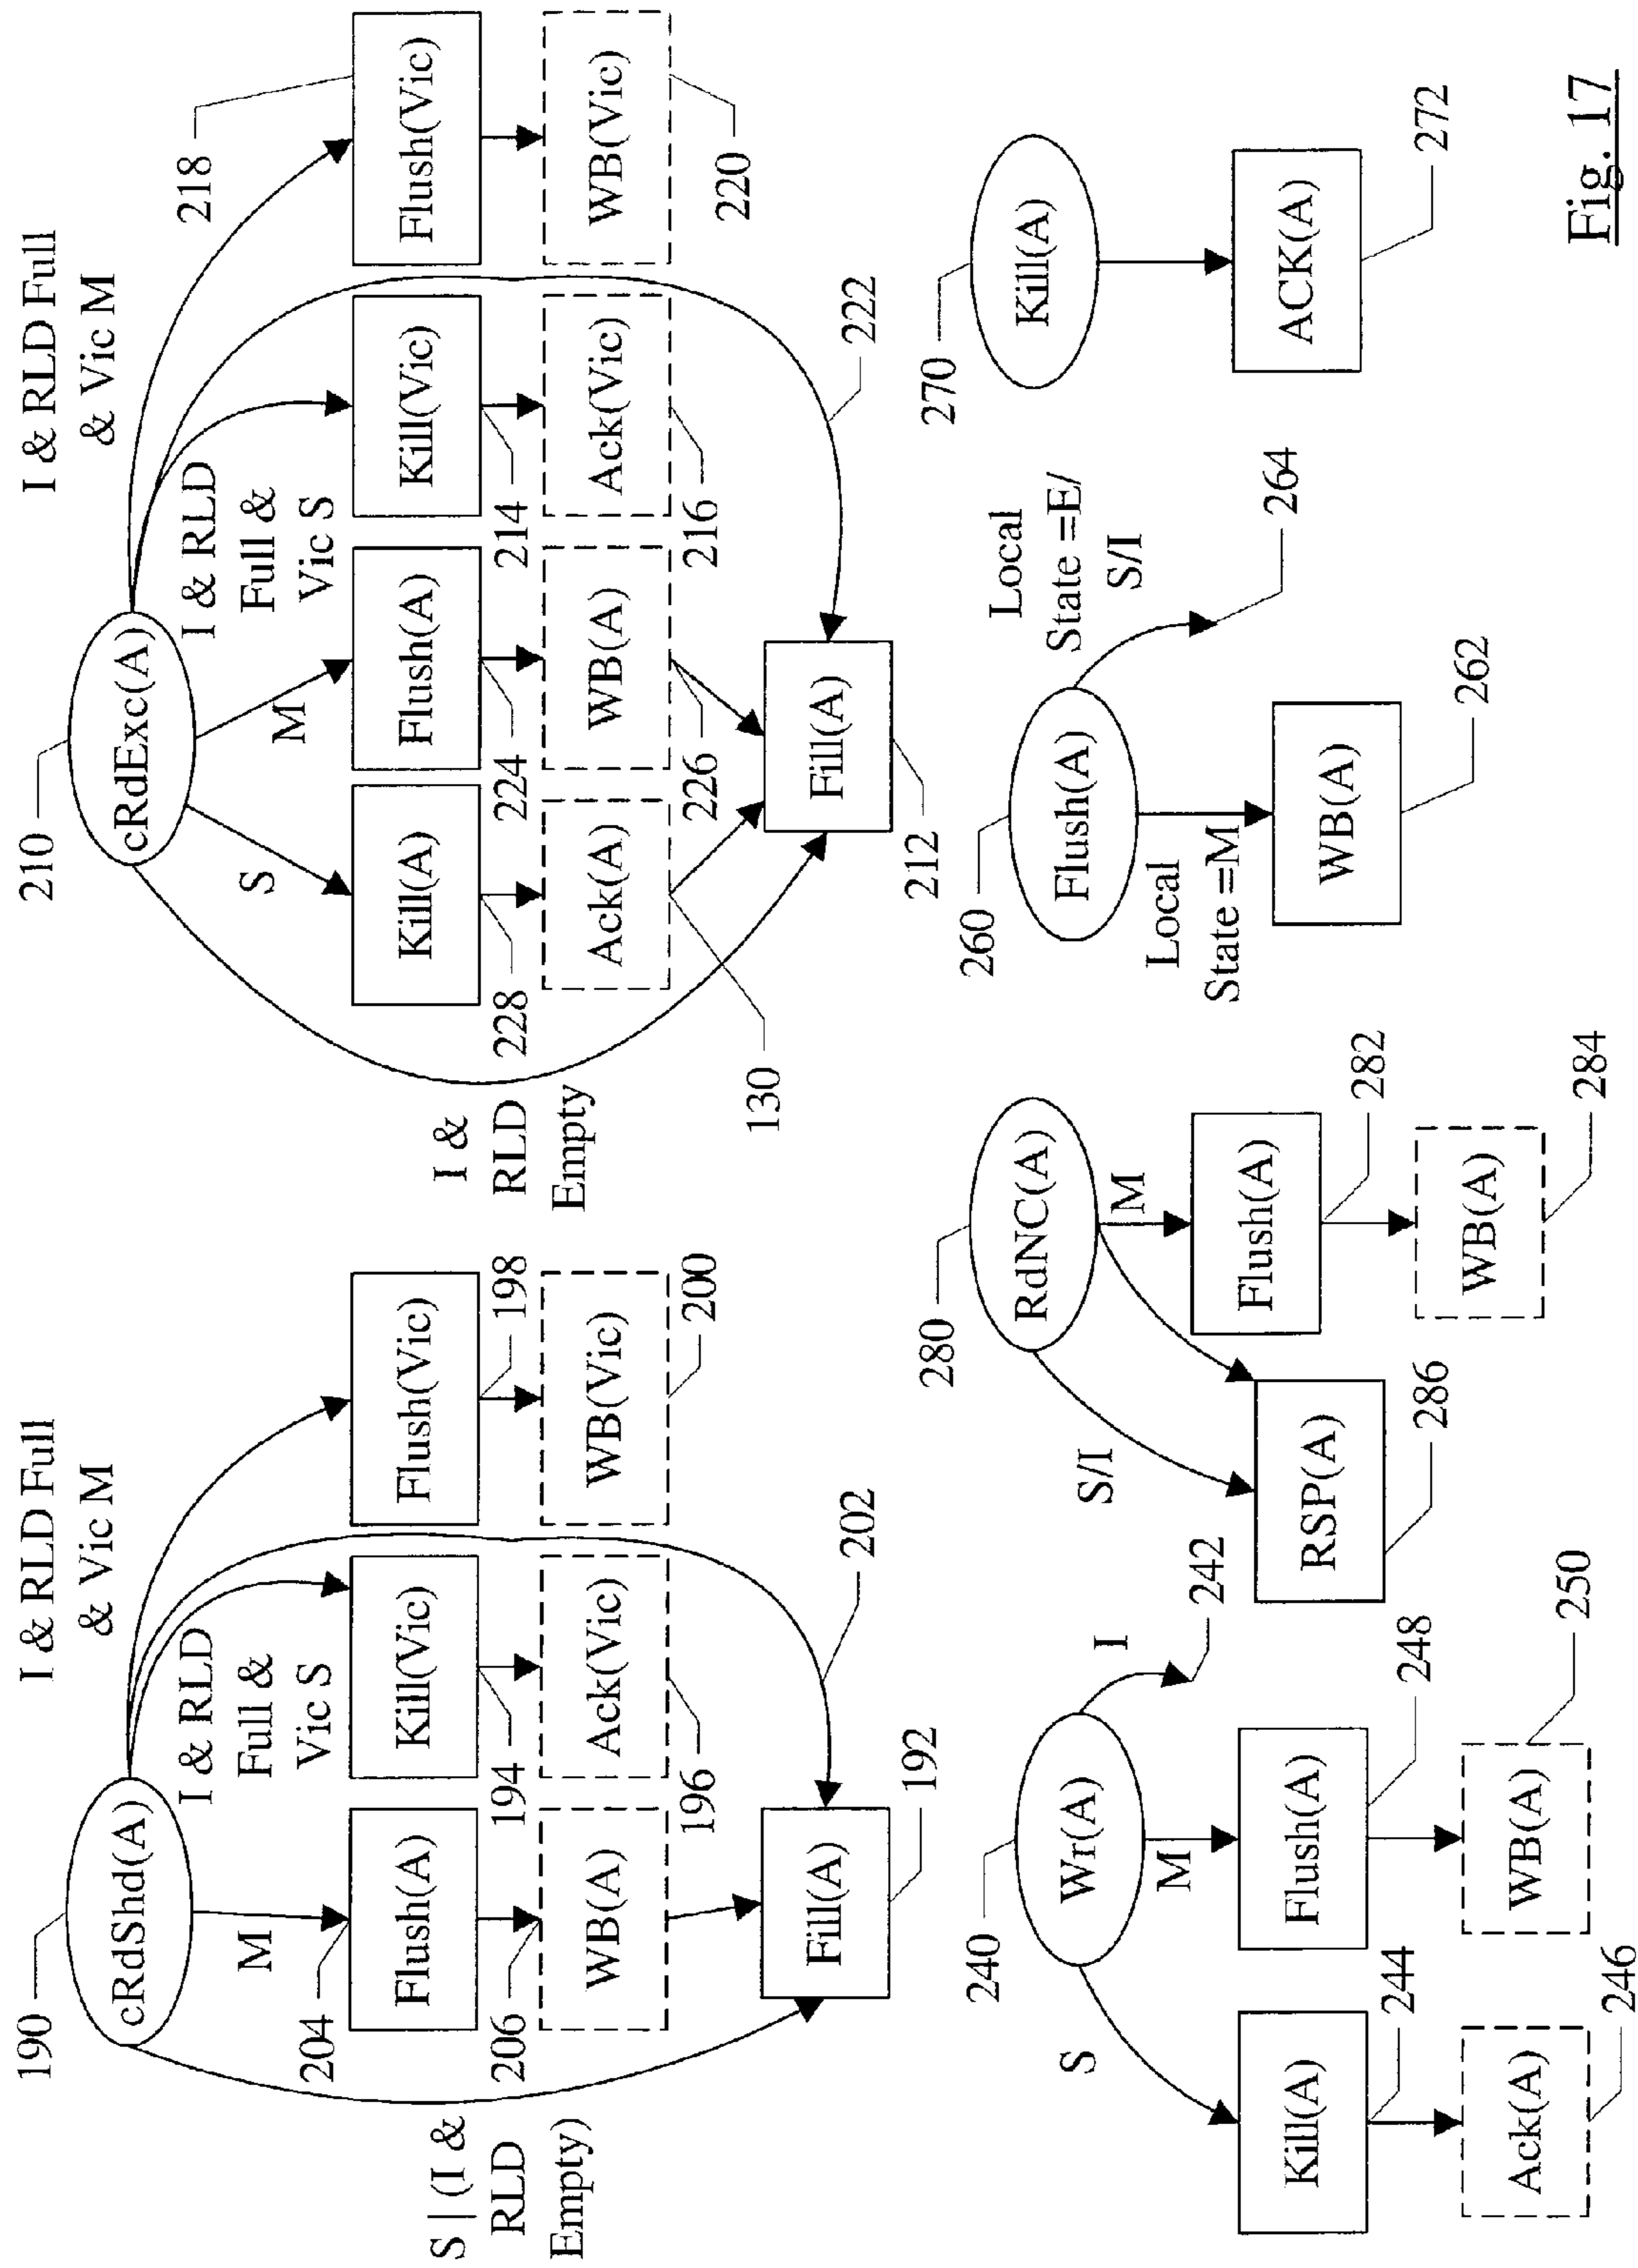 190
cRdShd(A)
I & RLD Full
& Vic M
I & RLD
Full &
Vic S
M
204
S | (I &
RLD
Empty)
Flush(A)
Kill(Vic)
Flush(Vic)
206
194
198
WB(A)
Ack(Vic)
WB(Vic)
196
200
Fill(A)
192
202
210
cRdExc(A)
I & RLD Full
& Vic M
218
I & RLD
Full &
Vic S
S
M
I &
RLD
Empty
Kill(A)
Flush(A)
Kill(Vic)
Flush(Vic)
228
224
214
Ack(A)
WB(A)
Ack(Vic)
WB(Vic)
130
226
216
220
Fill(A)
212
222
240
Wr(A)
S
M
I
242
Kill(A)
Flush(A)
244
248
Ack(A)
WB(A)
246
250
280
RdNC(A)
S/I
M
RSP(A)
286
Flush(A)
282
WB(A)
284
260
Flush(A)
Local
State =M
Local
State =E/
S/I
264
WB(A)
262
270
Kill(A)
ACK(A)
272
Fig. 17